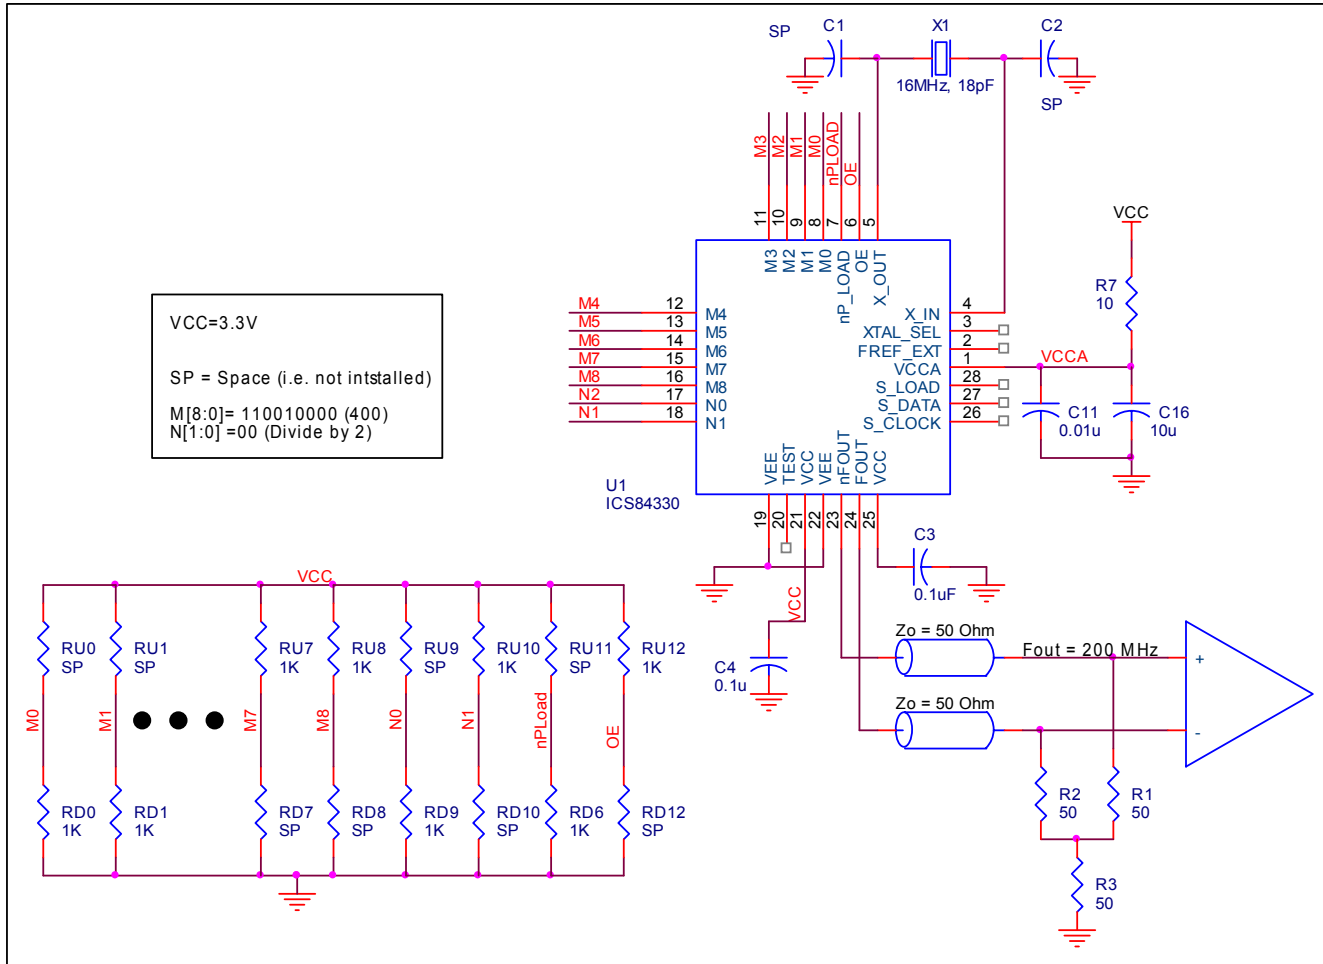 SP
C1
X1
C2
16MHz, 18pF
SP
M3
M2
M1
M0
nPLOAD
OE
11
10
9
8
7
6
5
VCC
M3
M2
M1
M0
nP_LOAD
OE
X_OUT
R7
10
M4 12 M4
M5 13 M5
M6 14 M6
M7 15 M7
M8 16 M8
N2 17 N0
N1 18 N1
X_IN 4
XTAL_SEL 3
FREF_EXT 2
VCCA 1 VCCA
S_LOAD 28
S_DATA 27
S_CLOCK 26
C11
0.01u
C16
10u
VCC=3.3V
SP = Space (i.e. not intstalled)
M[8:0]= 110010000 (400)
N[1:0] =00 (Divide by 2)
VEE
TEST
VCC
VEE
nFOUT
FOUT
VCC
U1
ICS84330
19
20
21
22
23
24
25
C3
0.1uF
VCC
C4
0.1u
Zo = 50 Ohm
Fout = 200 MHz
+
Zo = 50 Ohm
-
R2
50
R1
50
R3
50
VCC
RU0
SP
RU1
SP
RU7
1K
RU8
1K
RU9
SP
RU10
1K
RU11
SP
RU12
1K
M0
M1
M7
M8
N0
N1
nPLoad
OE
RD0
1K
RD1
1K
RD7
SP
RD8
SP
RD9
1K
RD10
SP
RD6
1K
RD12
SP